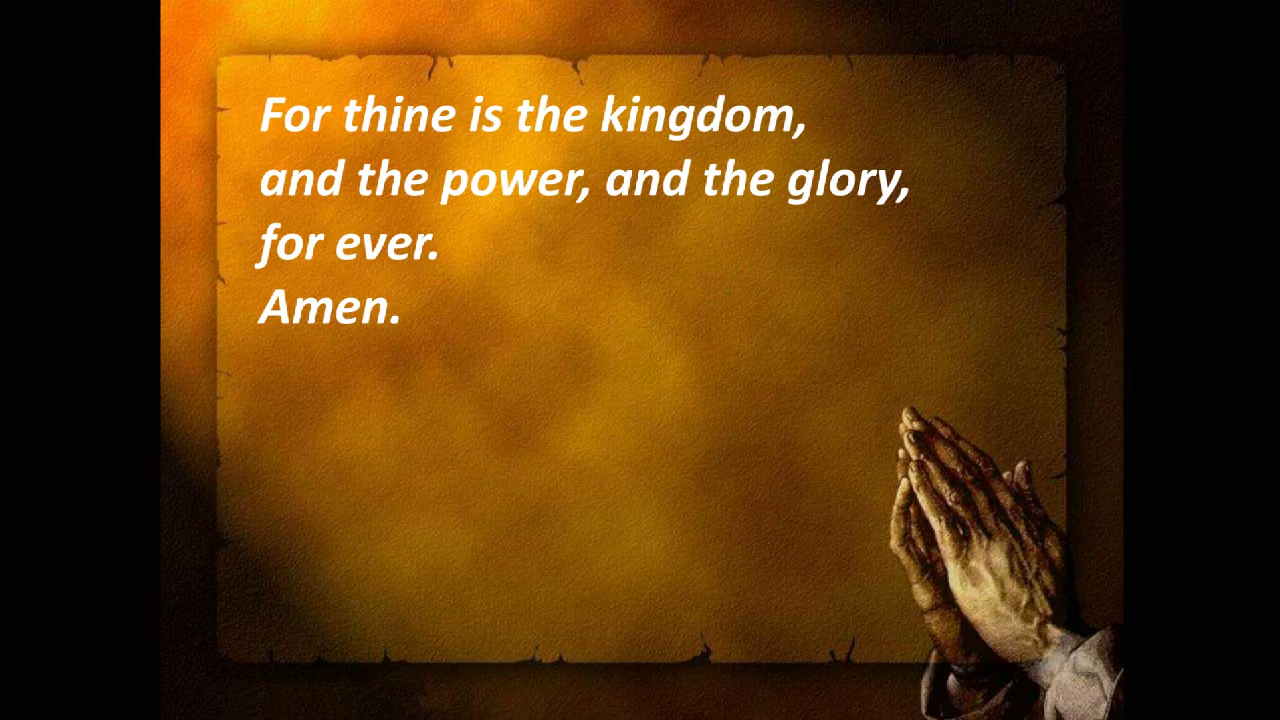 For thine is the kingdom,
and the power, and the glory,
for ever.
Amen.